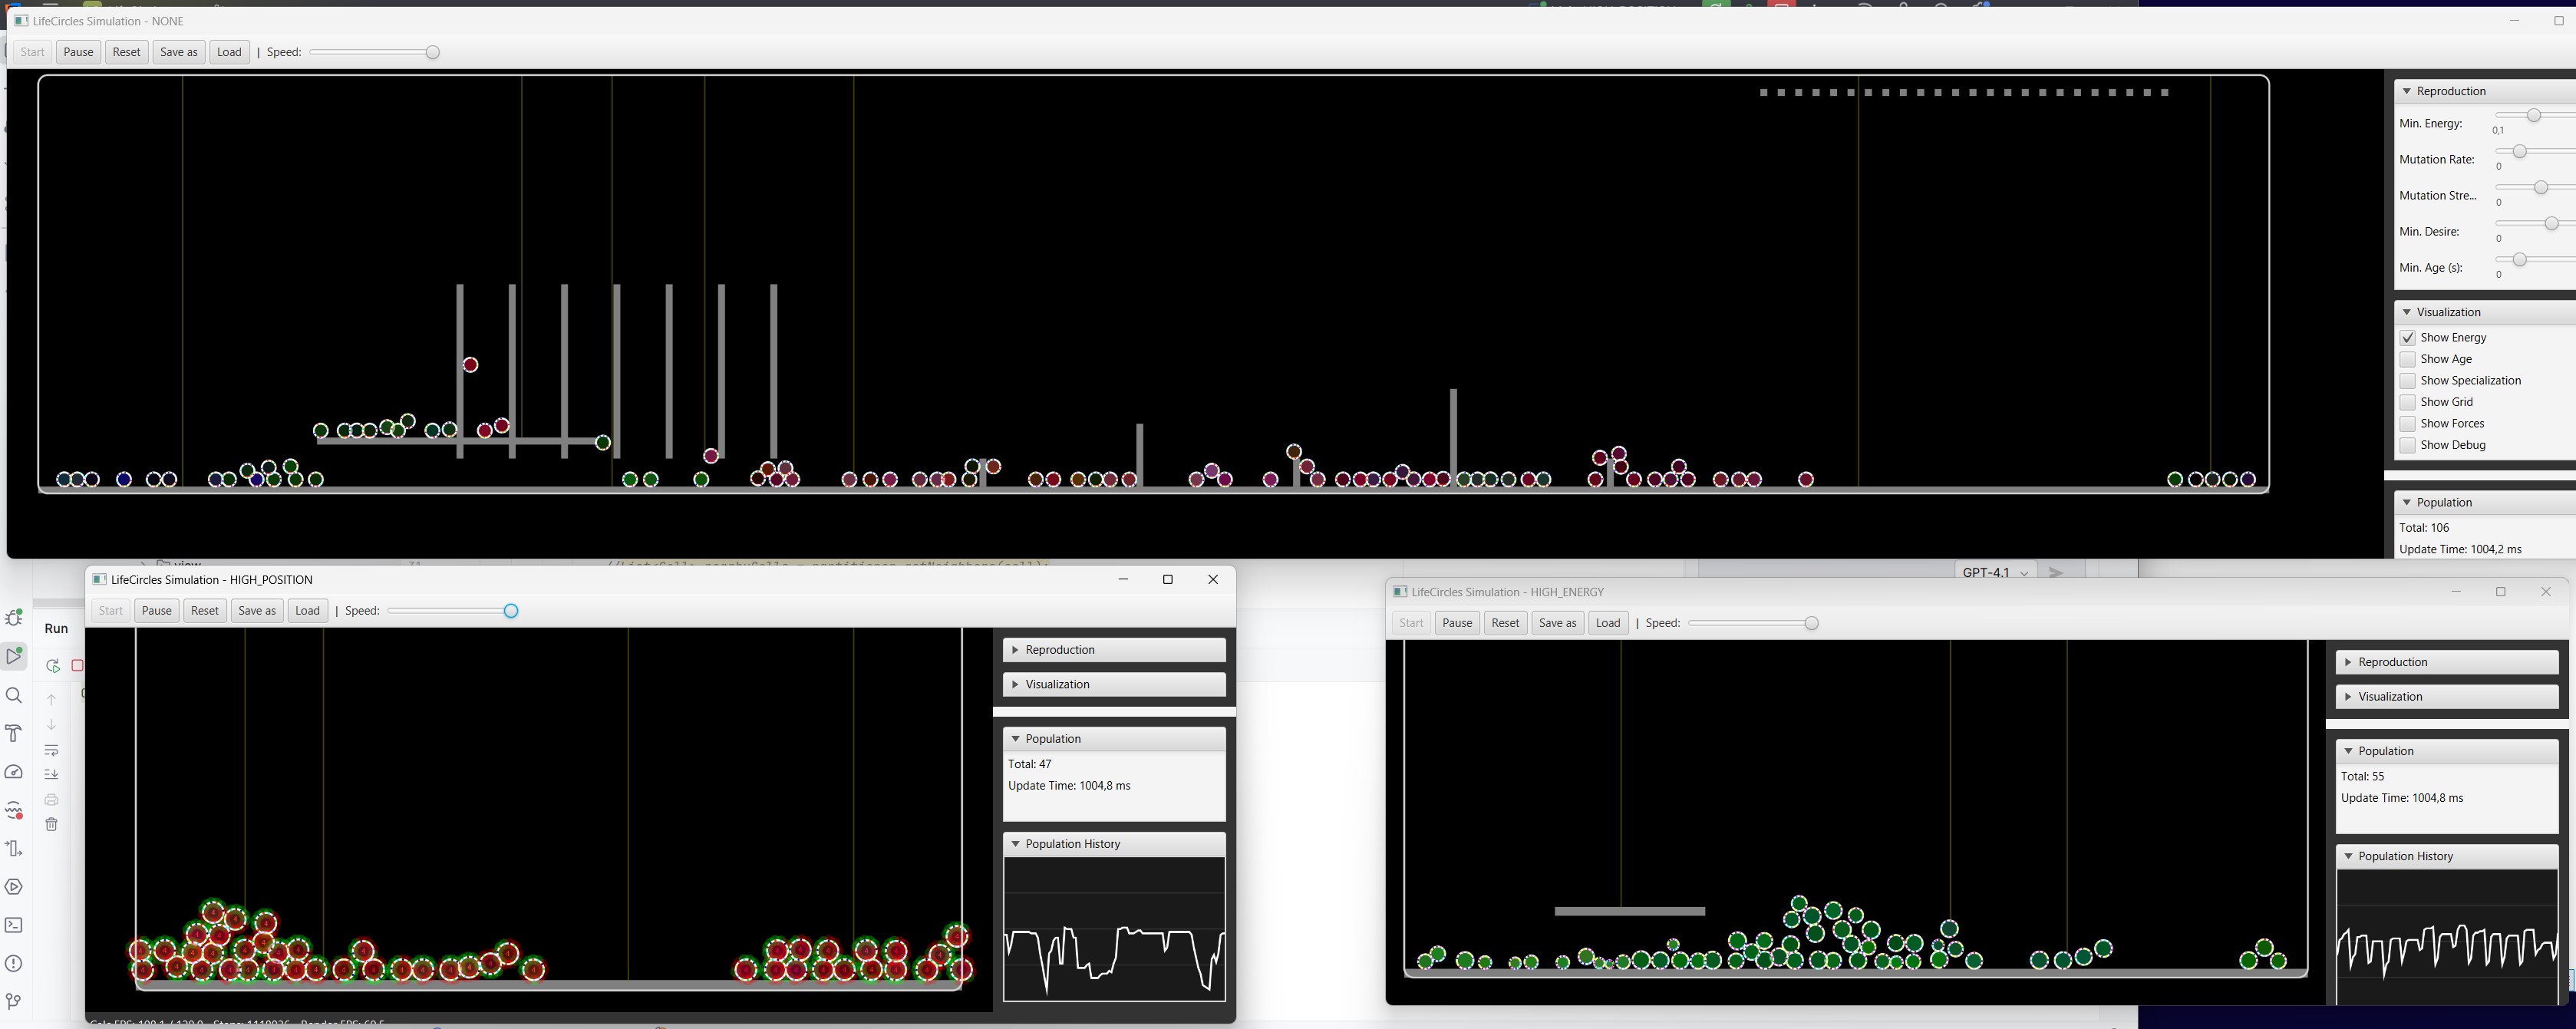 LifeCircles Simulation - NONE
Start Pause Reset Save as Load | Speed:
Reproduction
Min. Energy:
0,1
Mutation Rate:
0
Mutation Stre...
0
Min. Desire:
0
Min. Age (s):
0
Visualization
Show Energy
Show Age
Show Specialization
Show Grid
Show Forces
Show Debug
Population
Total: 106
Update Time: 1004,2 ms
view
71
GPT-4.1
Run
LifeCircles Simulation - HIGH_POSITION
Start Pause Reset Save as Load | Speed:
Reproduction
Visualization
Population
Total: 47
Update Time: 1004,8 ms
Population History
LifeCircles Simulation - HIGH_ENERGY
Start Pause Reset Save as Load | Speed:
Reproduction
Visualization
Population
Total: 55
Update Time: 1004,8 ms
Population History